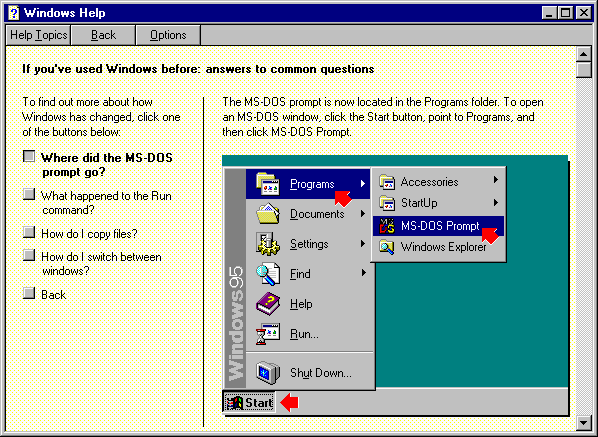 Windows Help
Help Topics Back Options
If you've used Windows before: answers to common questions
To find out more about how
Windows has changed, click one
of the buttons below:
Where did the MS-DOS
prompt go?
What happened to the Run
command?
How do I copy files?
How do I switch between
windows?
Back
The MS-DOS prompt is now located in the Programs folder. To open
an MS-DOS window, click the Start button, point to Programs, and
then click MS-DOS Prompt.
Programs
Documents
Settings
Find
Help
Run...
Shut Down...
Windows95
Accessories
StartUp
MS-DOS Prompt
Windows Explorer
Start